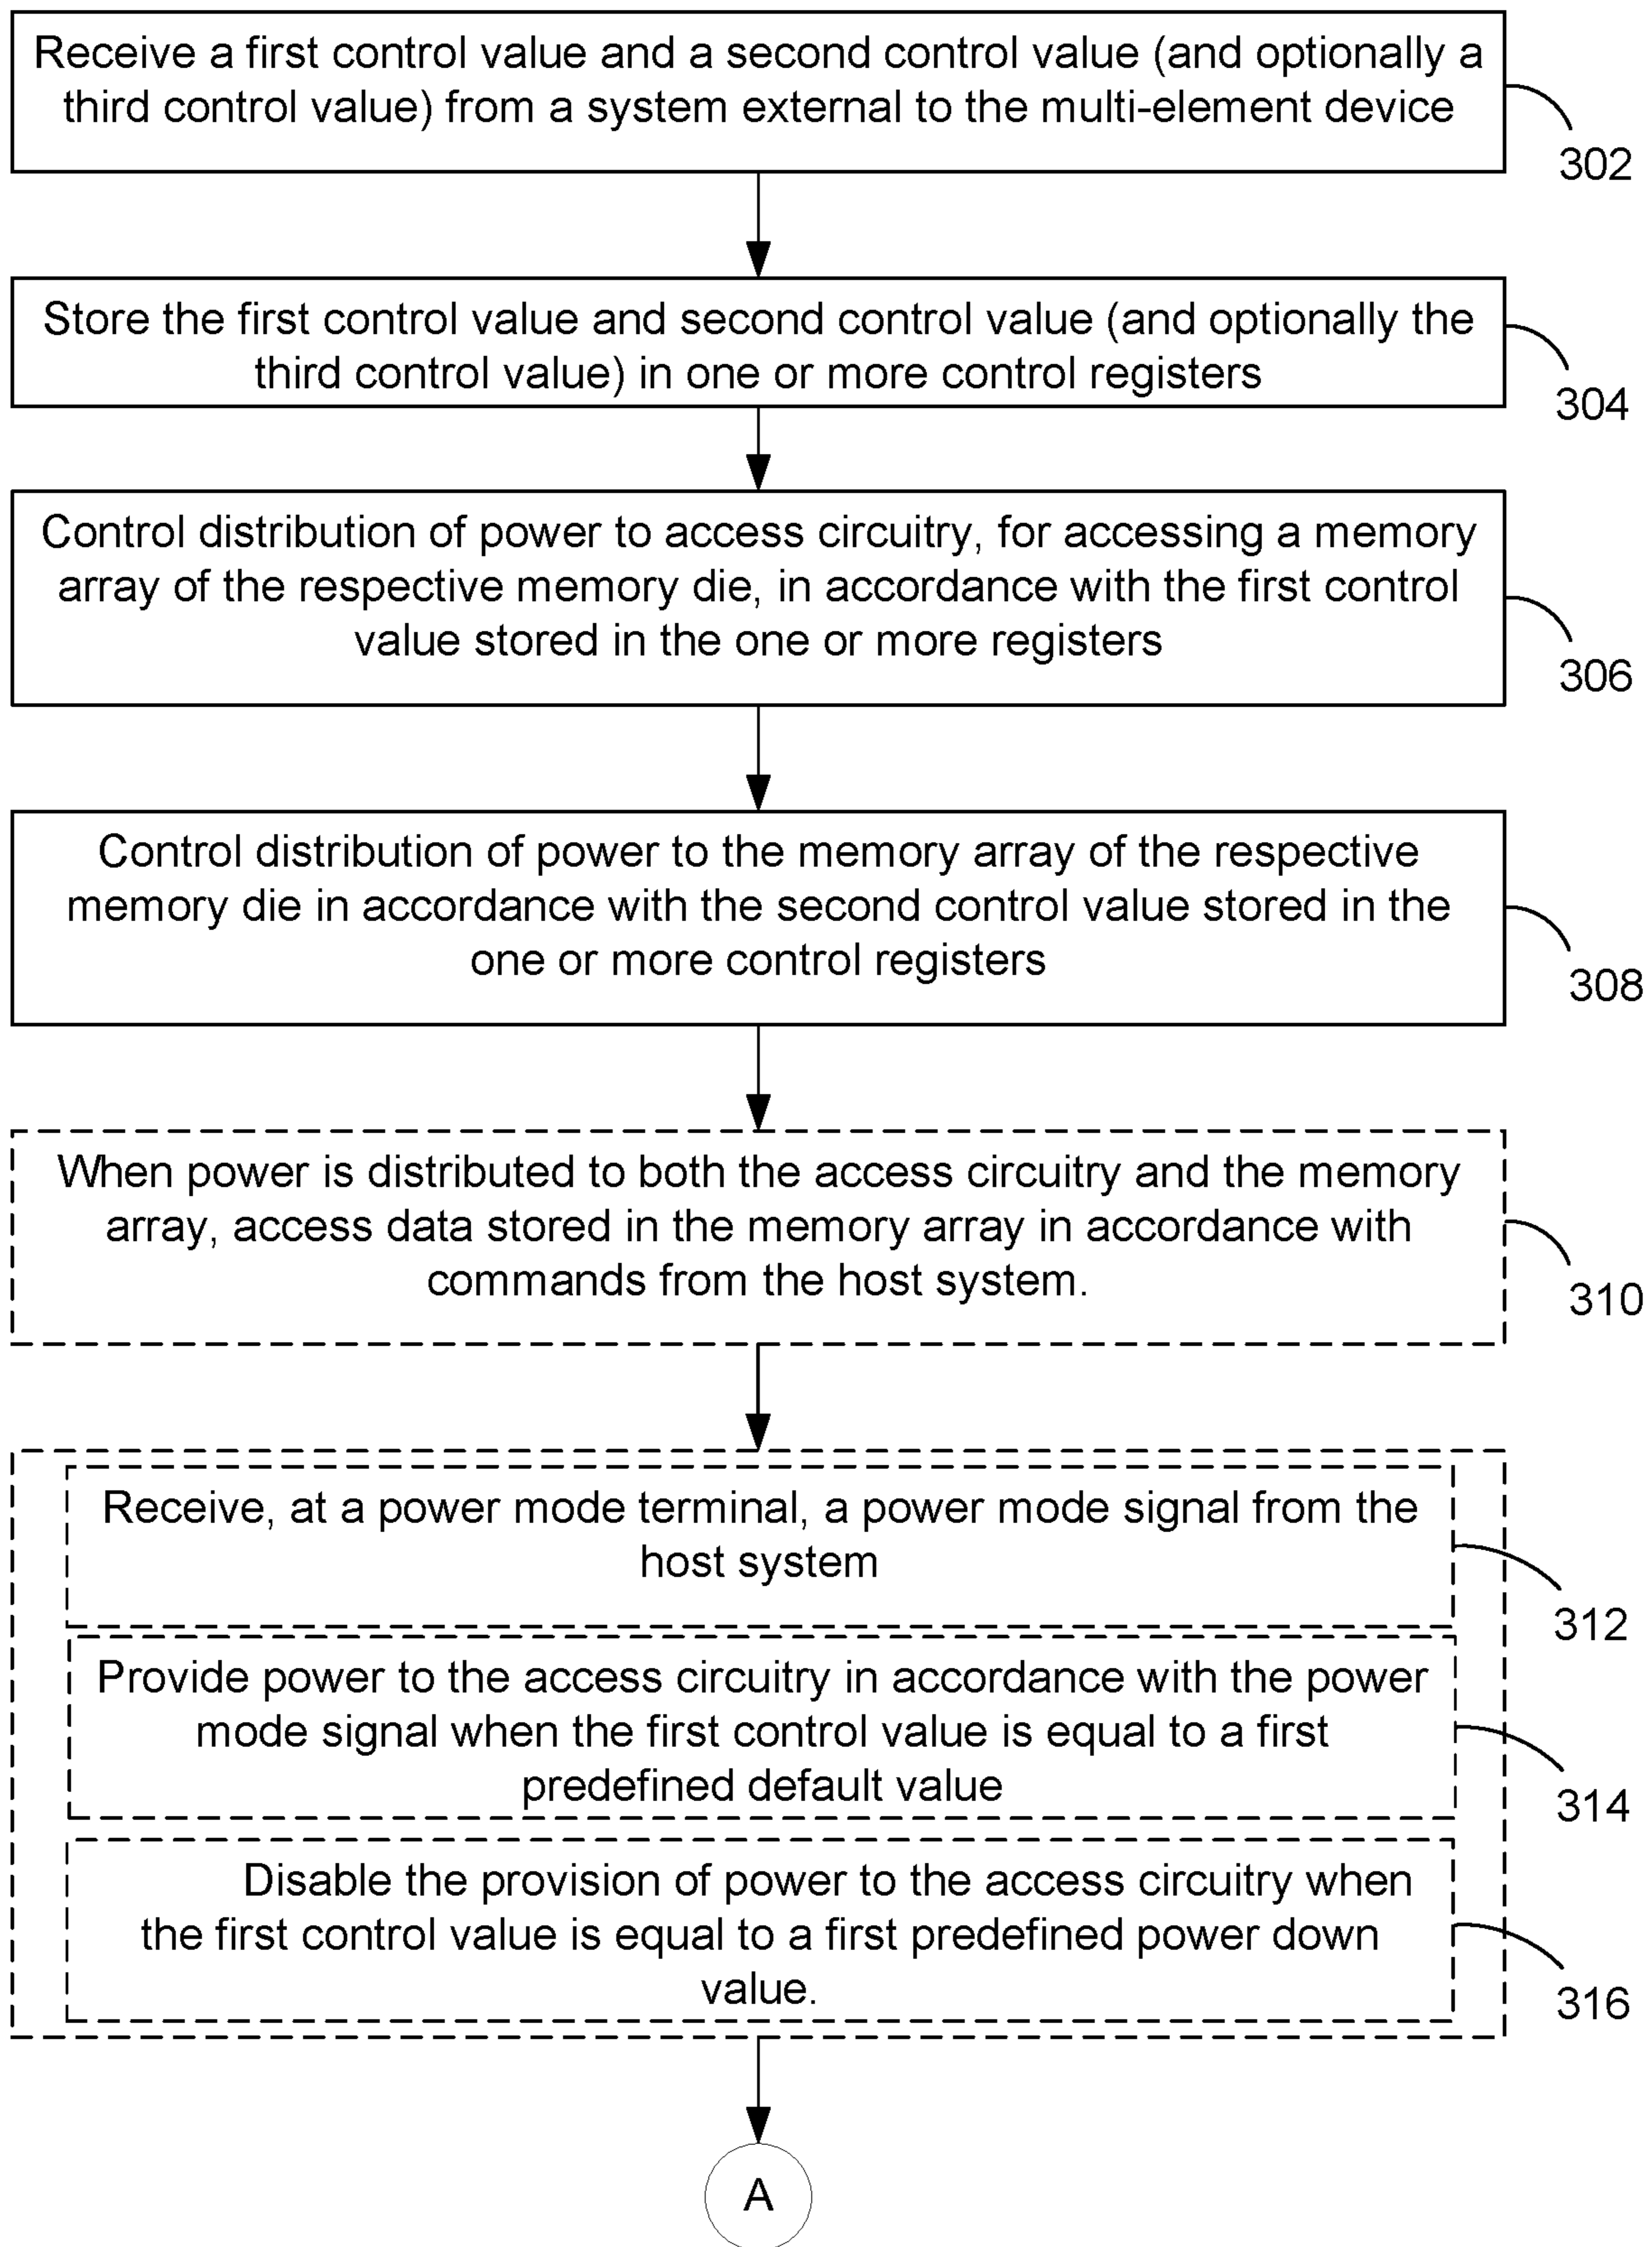 Receive a first control value and a second control value (and optionally a
third control value) from a system external to the multi-element device
302
Store the first control value and second control value (and optionally the
third control value) in one or more control registers
304
Control distribution of power to access circuitry, for accessing a memory
array of the respective memory die, in accordance with the first control
value stored in the one or more registers
306
Control distribution of power to the memory array of the respective
memory die in accordance with the second control value stored in the
one or more control registers
308
When power is distributed to both the access circuitry and the memory
array, access data stored in the memory array in accordance with
commands from the host system.
310
Receive, at a power mode terminal, a power mode signal from the
host system
312
Provide power to the access circuitry in accordance with the power
mode signal when the first control value is equal to a first
predefined default value
314
Disable the provision of power to the access circuitry when
the first control value is equal to a first predefined power down
value.
316
A